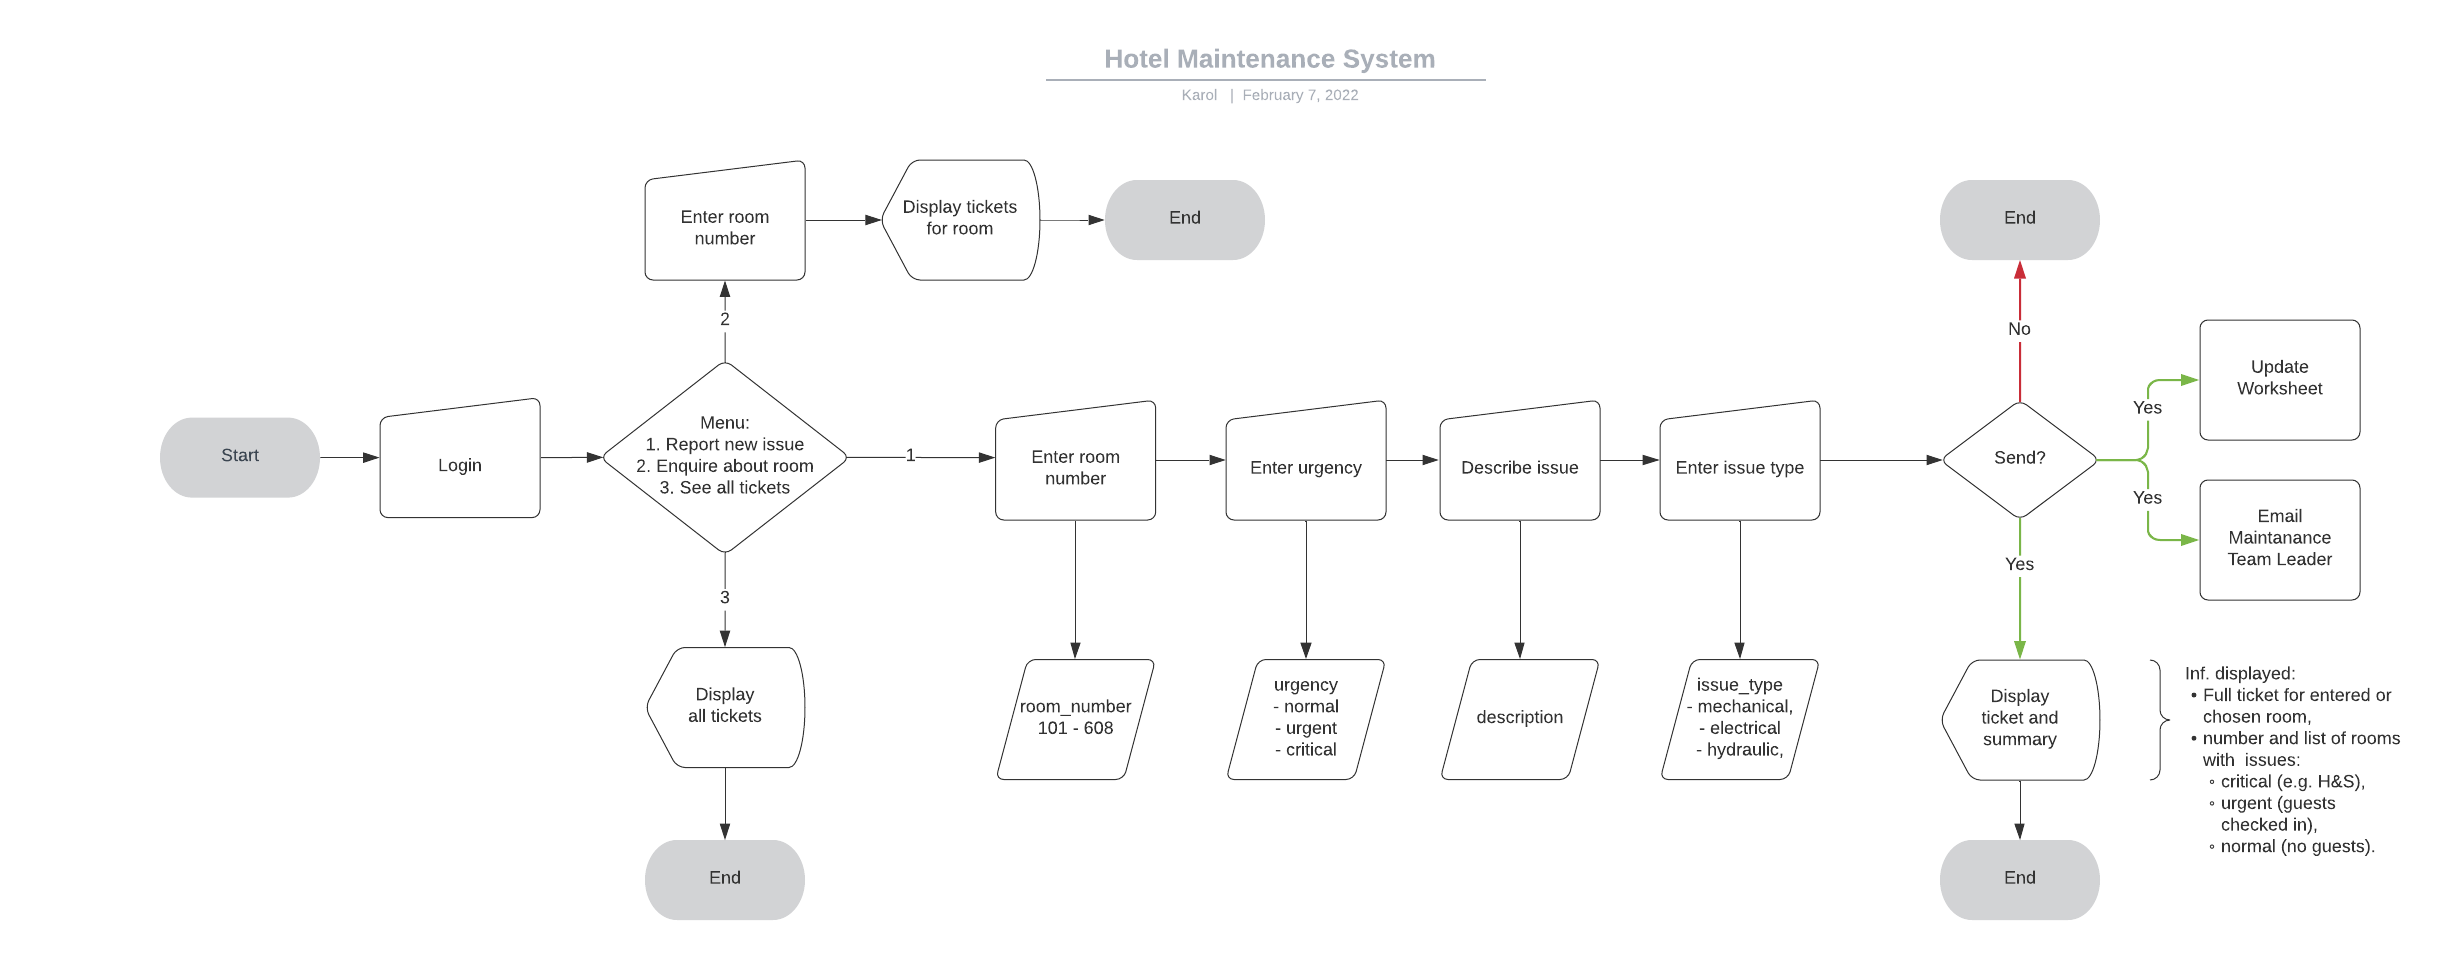 Hotel Maintenance System
Karol | February 7, 2022
Enter room
number
Display tickets
for room
End
End
2
No
Start
Login
Menu:
1. Report new issue
2. Enquire about room
3. See all tickets
1
Enter room
number
Enter urgency
Describe issue
Enter issue type
Send?
Yes
Yes
Yes
Update
Worksheet
Email
Maintanance
Team Leader
3
Display
all tickets
room_number
101 - 608
urgency
- normal
- urgent
- critical
description
issue_type
- mechanical,
- electrical
- hydraulic,
Display
ticket and
summary
Inf. displayed:
• Full ticket for entered or
chosen room,
• number and list of rooms
with issues:
◦ critical (e.g. H&S),
◦ urgent (guests
checked in),
◦ normal (no guests).
End
End